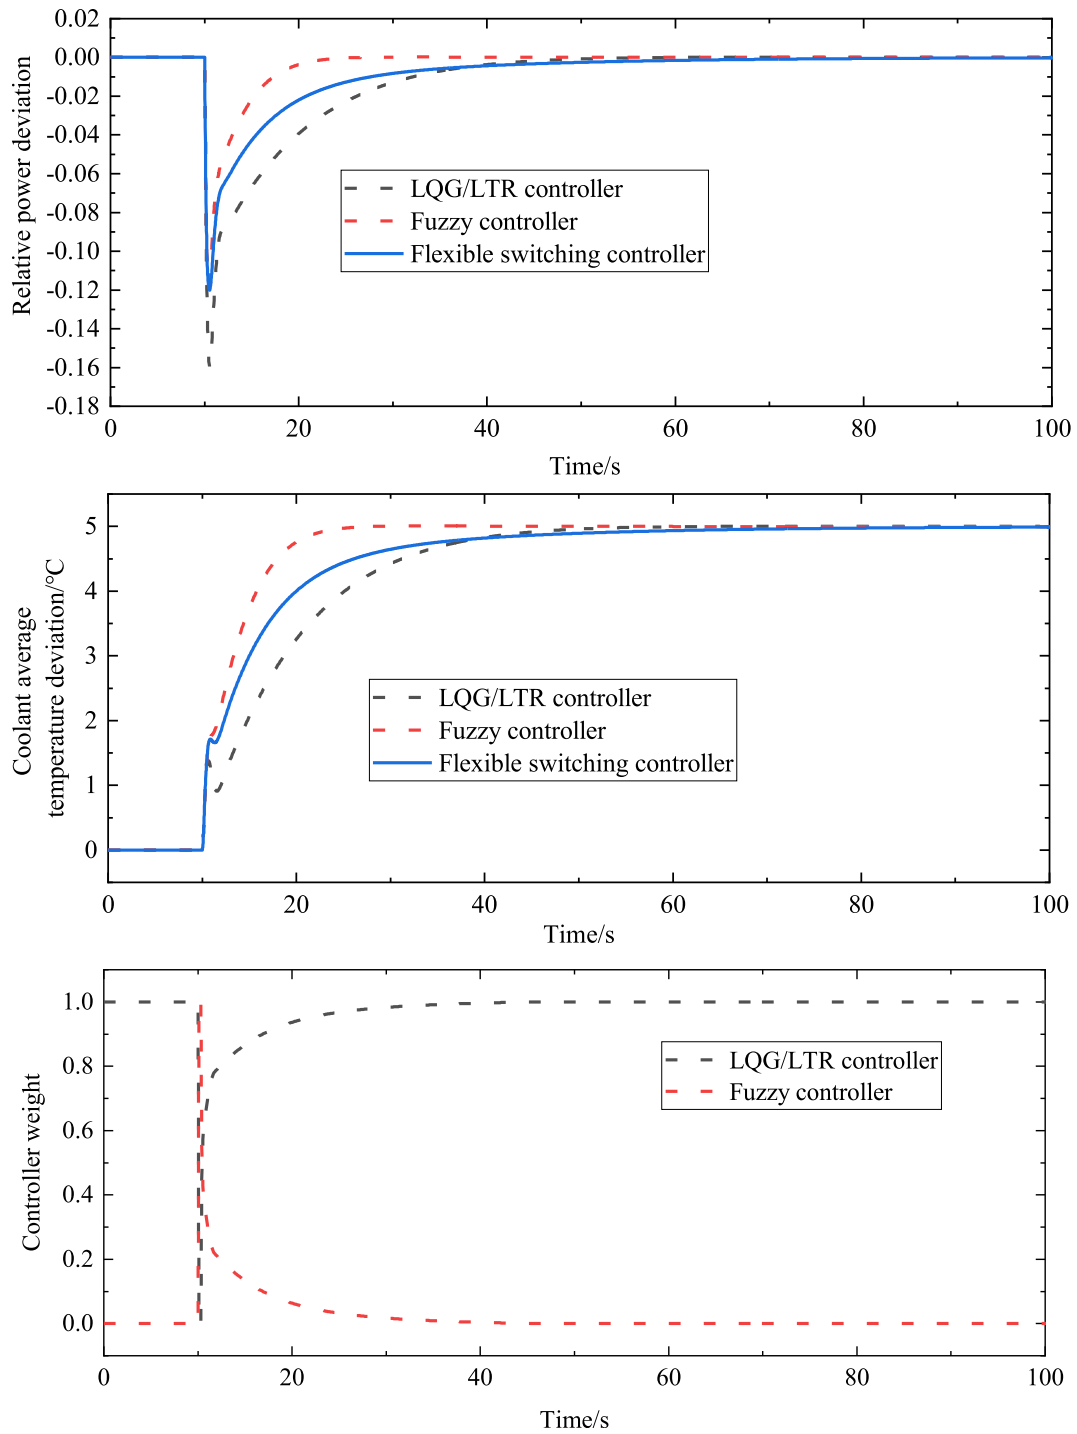 0.02
0.00
-0.02
-0.04
-0.06
-0.08
-0.10
-0.12
-0.14
-0.16
-0.18
Relative power deviation
LQG/LTR controller
Fuzzy controller
Flexible switching controller
0 20 40 60 80 100
Time/s
5
4
3
2
1
0
Coolant average
temperature deviation/°C
LQG/LTR controller
Fuzzy controller
Flexible switching controller
0 20 40 60 80 100
Time/s
1.0
0.8
0.6
0.4
0.2
0.0
Controller weight
LQG/LTR controller
Fuzzy controller
0 20 40 60 80 100
Time/s